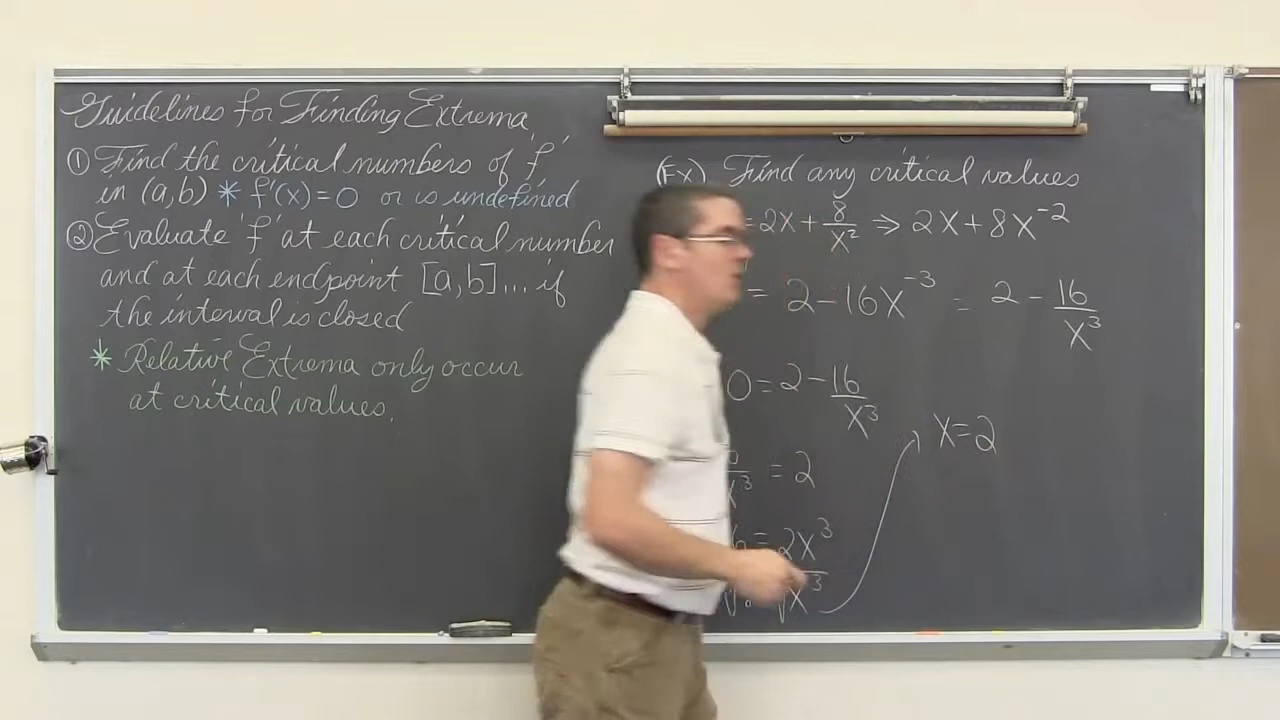 Guidelines for Finding Extrema
① Find the critical numbers of 'f'
in (a,b) * f'(x)=0 or is undefined
② Evaluate 'f' at each critical number
and at each endpoint [a,b]... if
the interval is closed
* Relative Extrema only occur
at critical values.
(Ex) Find any critical values
= 2x + 8/x² ⇒ 2x + 8x⁻²
= 2 - 16x⁻³ = 2 - 16/x³
0 = 2 - 16/x³
x³ = 2
= 2x³
x³
x = 2